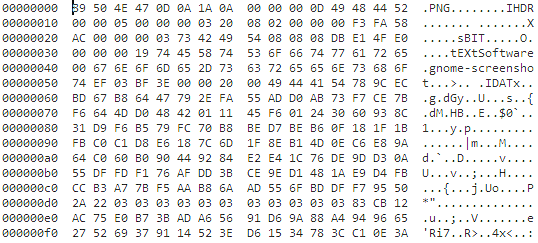 00000000 89 50 4E 47 0D 0A 1A 0A 00 00 00 0D 49 48 44 52 .PNG........IHDR
00000010 00 00 05 00 00 00 03 20 08 02 00 00 00 F3 FA 58 ....... .......X
00000020 AC 00 00 00 03 73 42 49 54 08 08 08 DB E1 4F E0 .....sBIT.....O.
00000030 00 00 00 19 74 45 58 74 53 6F 66 74 77 61 72 65 ....tEXtSoftware
00000040 00 67 6E 6F 6D 65 2D 73 63 72 65 65 6E 73 68 6F .gnome-screensho
00000050 74 EF 03 BF 3E 00 00 20 00 49 44 41 54 78 9C EC t...>.. .IDATx..
00000060 BD 67 B8 64 47 79 2E FA 55 AD D0 AB 73 F7 CE 7B .g.dGy..U...s..{
00000070 F6 64 4D D0 48 42 01 11 45 F6 01 24 30 60 93 8C .dM.HB..E..$0`..
00000080 31 D9 F6 B5 79 FC 70 B8 BE D7 BE B6 0F 18 1F 1B 1...y.p.........
00000090 FB C0 C1 D8 E6 18 7C 6D 1F 8E B1 4D 0E C6 E8 9A ......|m...M....
000000a0 64 C0 60 B0 90 44 92 84 E2 E4 1C 76 DE 9D D3 0A d.`..D.....v....
000000b0 55 DF FD F1 76 AF DD 3B CE 9E D1 48 1A E9 D4 FB U...v..;...H....
000000c0 CC B3 A7 7B F5 AA B8 6A AD 55 6F BD DF F7 95 50 ...{...j.Uo....P
000000d0 2A 22 03 03 03 03 03 03 03 03 03 03 03 83 CB 12 *"..............
000000e0 AC 75 E0 B7 3B AD A6 56 91 D6 9A 88 A4 94 96 65 .u..;..V.......e
000000f0 27 52 69 37 91 14 52 3E D6 15 34 78 3C C1 0E 3A 'Ri7..R>..4x<..: